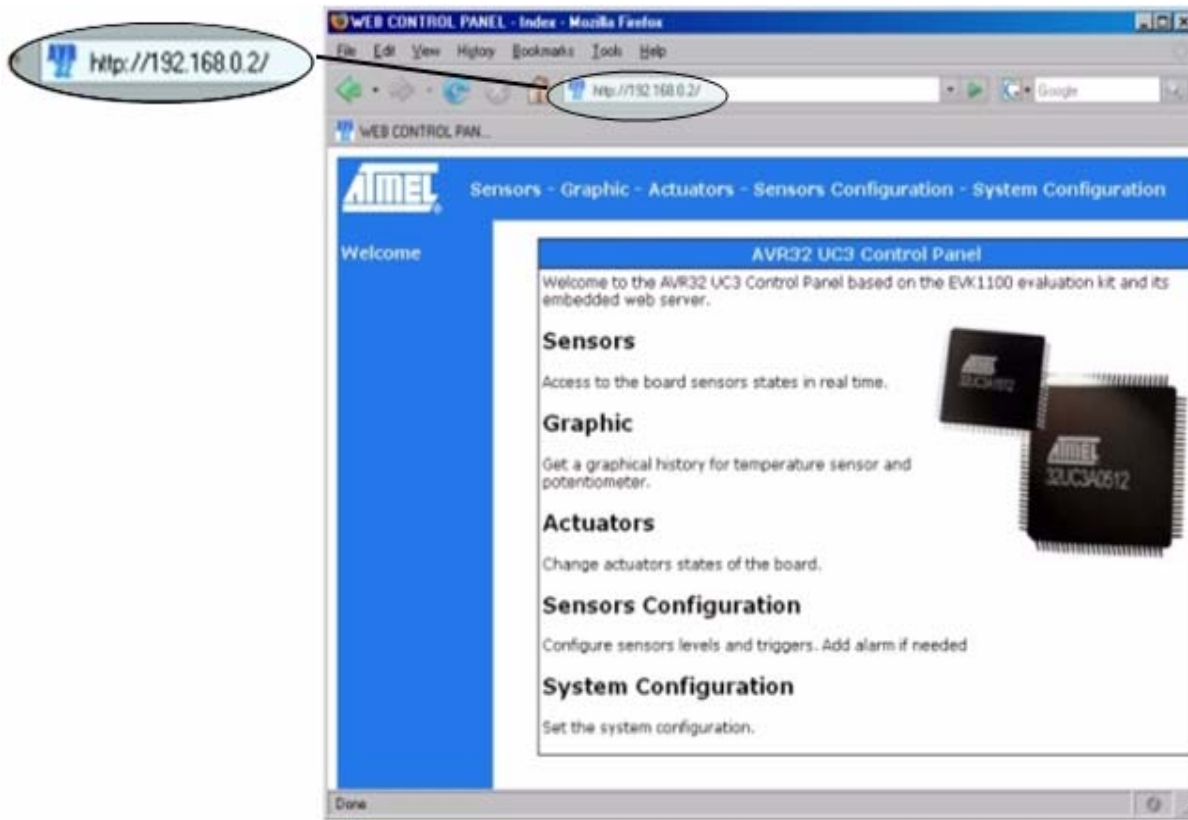 http://192.168.0.2/
WEB CONTROL PANEL - Index - Mozilla Firefox
File Edit View History Bookmarks Tools Help
http://192.168.0.2/
Google
WEB CONTROL PAN...
ATMEL
Sensors - Graphic - Actuators - Sensors Configuration - System Configuration
Welcome
AVR32 UC3 Control Panel
Welcome to the AVR32 UC3 Control Panel based on the EVK1100 evaluation kit and its
embedded web server.
Sensors
Access to the board sensors states in real time.
Graphic
Get a graphical history for temperature sensor and
potentiometer.
Actuators
Change actuators states of the board.
Sensors Configuration
Configure sensors levels and triggers. Add alarm if needed
System Configuration
Set the system configuration.
ATMEL
ATMEL
32UC3A0512
Done